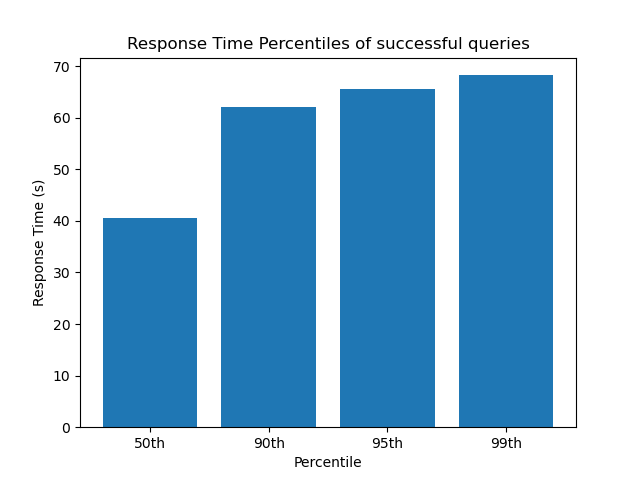 Response Time Percentiles of successful queries
70
60
50
40
30
20
10
0
Response Time (s)
50th 90th 95th 99th
Percentile